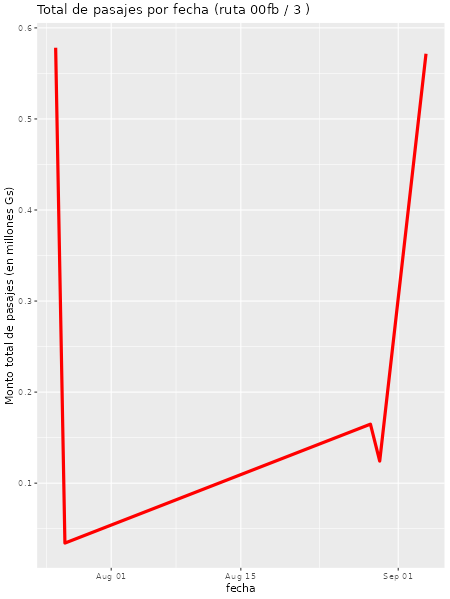 Total de pasajes por fecha (ruta 00fb / 3 )
Monto total de pasajes (en millones Gs)
0.6
0.5
0.4
0.3
0.2
0.1
Aug 01
Aug 15
Sep 01
fecha